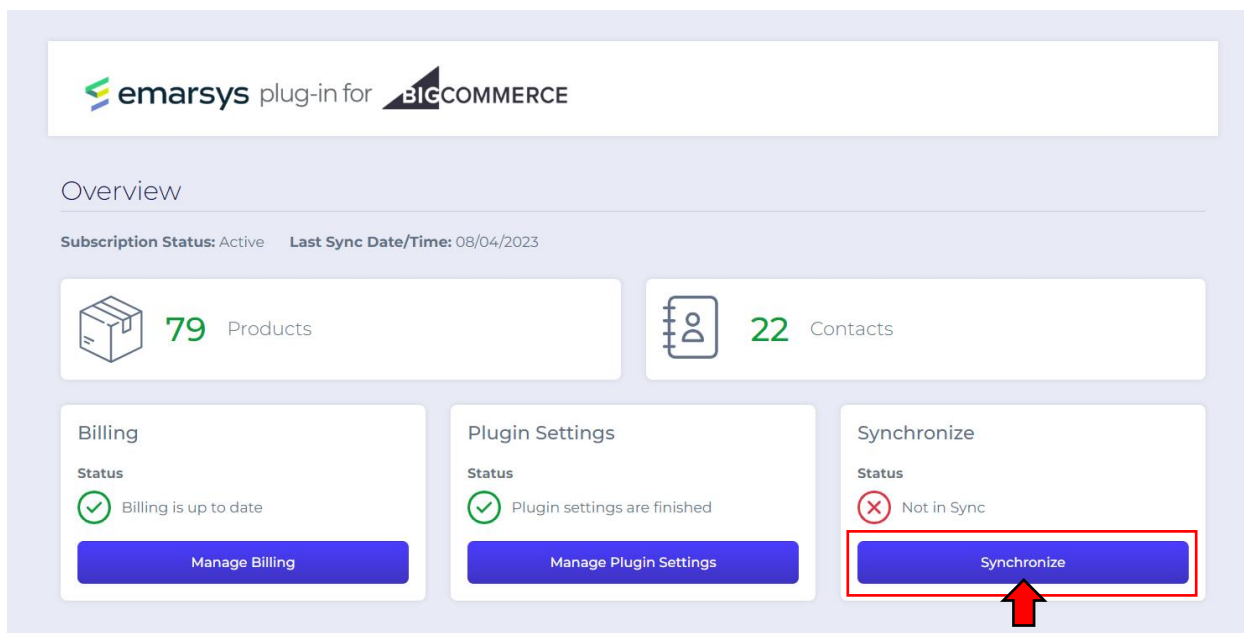 emarsys plug-in for BIGCOMMERCE
Overview
Subscription Status: Active Last Sync Date/Time: 08/04/2023
79 Products
22 Contacts
Billing
Status
Billing is up to date
Manage Billing
Plugin Settings
Status
Plugin settings are finished
Manage Plugin Settings
Synchronize
Status
Not in Sync
Synchronize